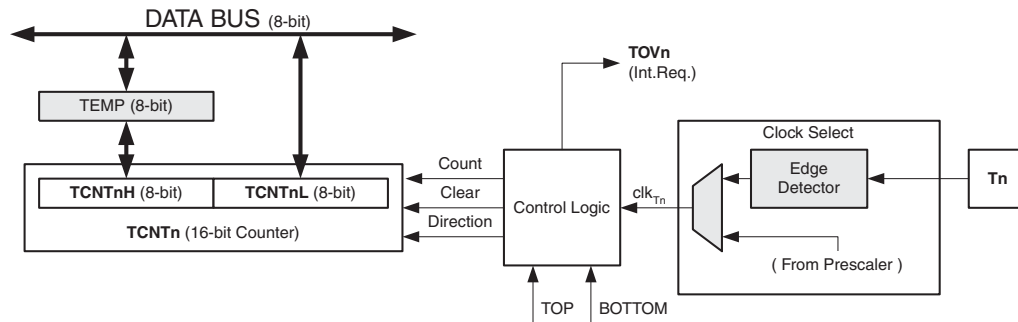 DATA BUS (8-bit)
TOVn
(Int.Req.)
TEMP (8-bit)
Clock Select
Count
Edge
Detector
Tn
TCNTnH (8-bit) TCNTnL (8-bit)
Clear
Control Logic
clkTn
TCNTn (16-bit Counter)
Direction
( From Prescaler )
TOP
BOTTOM